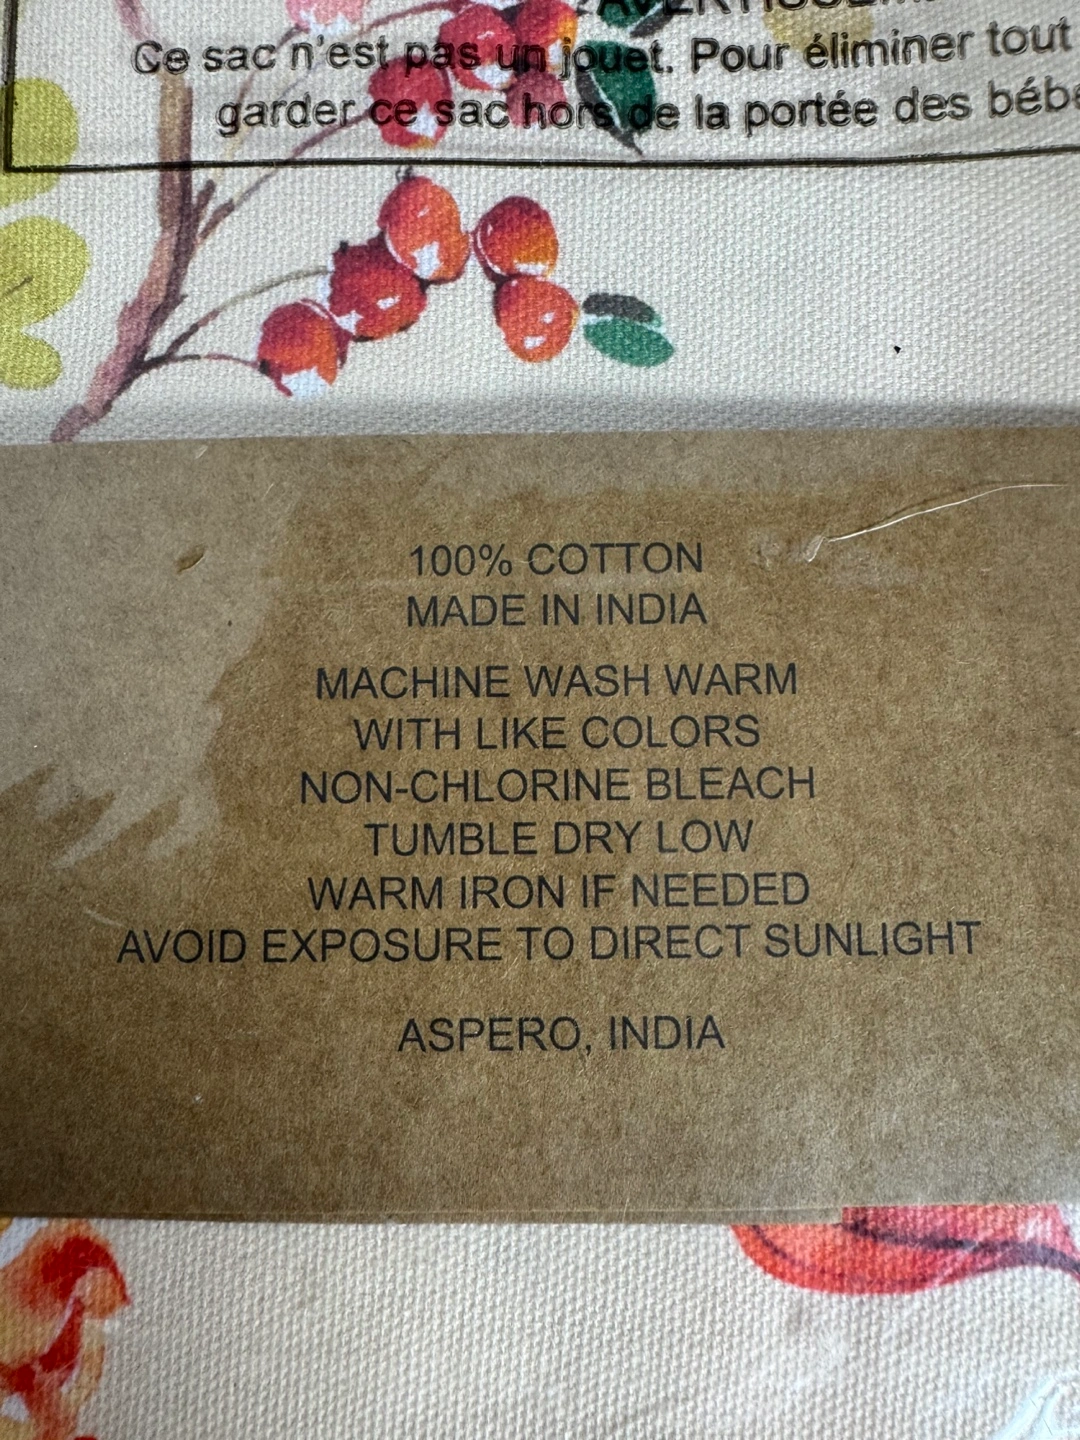 AVERTISSEM
Ce sac n'est pas un jouet. Pour éliminer tout
garder ce sac hors de la portée des béb
100% COTTON
MADE IN INDIA
MACHINE WASH WARM
WITH LIKE COLORS
NON-CHLORINE BLEACH
TUMBLE DRY LOW
WARM IRON IF NEEDED
AVOID EXPOSURE TO DIRECT SUNLIGHT
ASPERO, INDIA